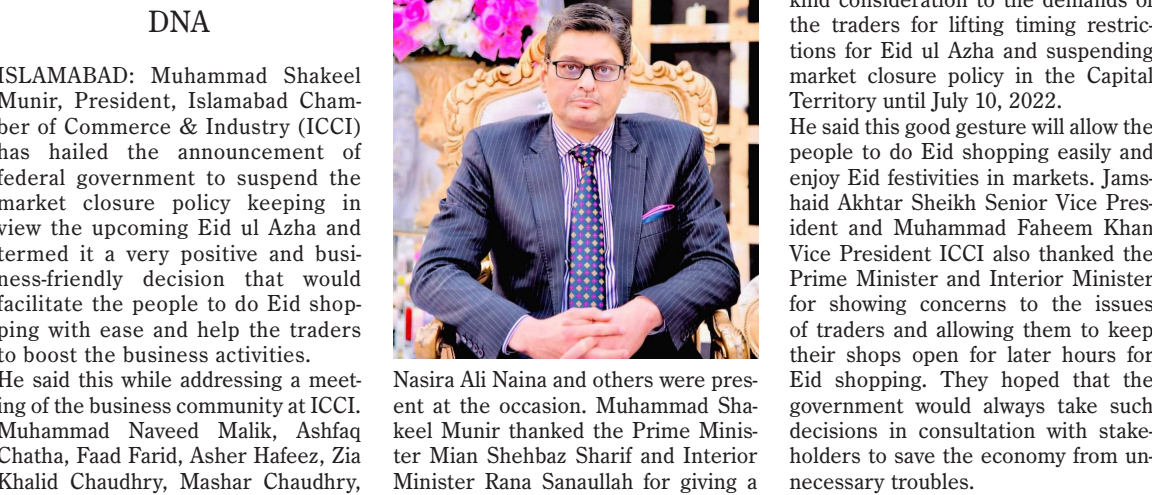 DNA
ISLAMABAD: Muhammad Shakeel
Munir, President, Islamabad Cham-
ber of Commerce & Industry (ICCI)
has hailed the announcement of
federal government to suspend the
market closure policy keeping in
view the upcoming Eid ul Azha and
termed it a very positive and busi-
ness-friendly decision that would
facilitate the people to do Eid shop-
ping with ease and help the traders
to boost the business activities.
He said this while addressing a meet-
ing of the business community at ICCI.
Muhammad Naveed Malik, Ashfaq
Chatha, Faad Farid, Asher Hafeez, Zia
Khalid Chaudhry, Mashar Chaudhry,
Nasira Ali Naina and others were pres-
ent at the occasion. Muhammad Sha-
keel Munir thanked the Prime Minis-
ter Mian Shehbaz Sharif and Interior
Minister Rana Sanaullah for giving a
kind consideration to the demands of
the traders for lifting timing restric-
tions for Eid ul Azha and suspending
market closure policy in the Capital
Territory until July 10, 2022.
He said this good gesture will allow the
people to do Eid shopping easily and
enjoy Eid festivities in markets. Jams-
haid Akhtar Sheikh Senior Vice Pres-
ident and Muhammad Faheem Khan
Vice President ICCI also thanked the
Prime Minister and Interior Minister
for showing concerns to the issues
of traders and allowing them to keep
their shops open for later hours for
Eid shopping. They hoped that the
government would always take such
decisions in consultation with stake-
holders to save the economy from un-
necessary troubles.